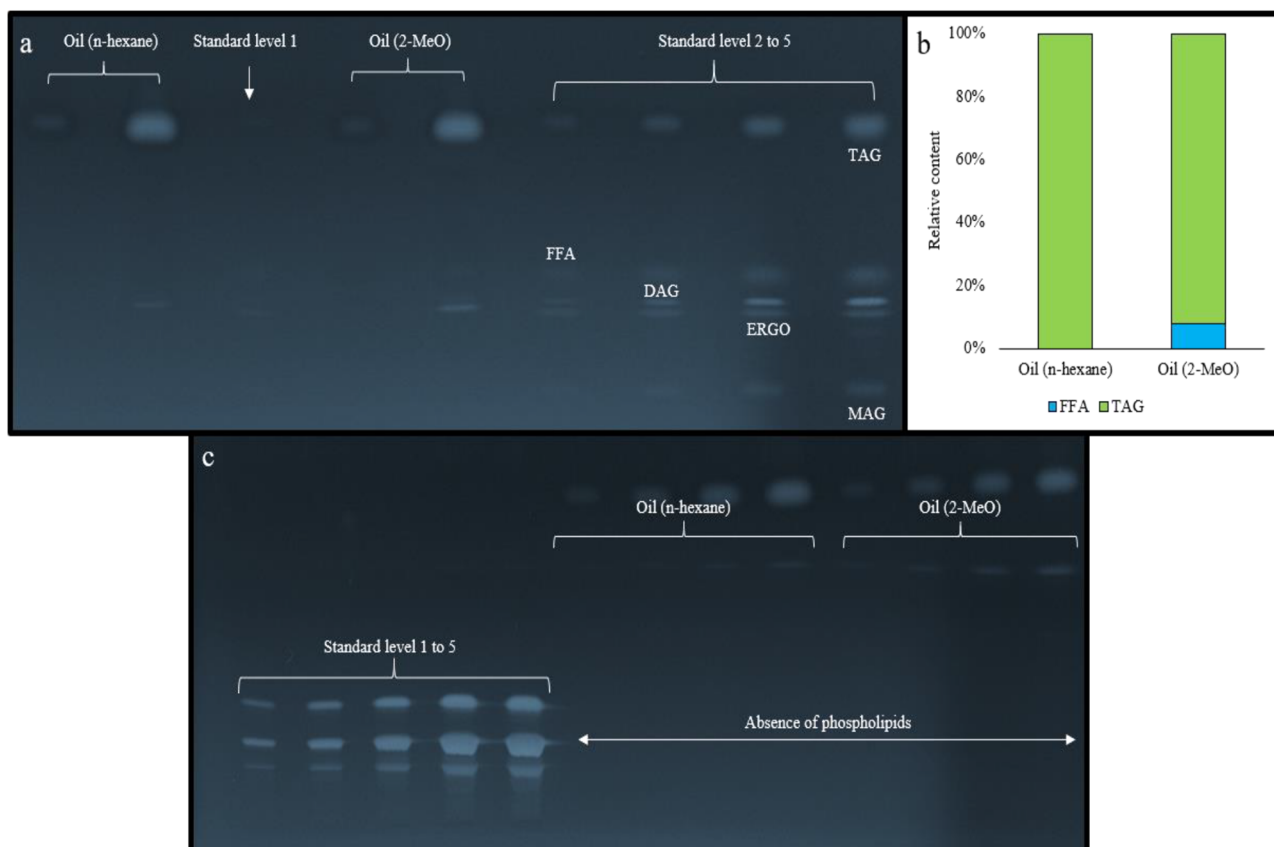 a
Oil (n-hexane)
Standard level 1
Oil (2-MeO)
Standard level 2 to 5
TAG
FFA
DAG
ERGO
MAG
b
100%
80%
60%
40%
20%
0%
Relative content
Oil (n-hexane)
Oil (2-MeO)
FFA
TAG
c
Oil (n-hexane)
Oil (2-MeO)
Standard level 1 to 5
Absence of phospholipids